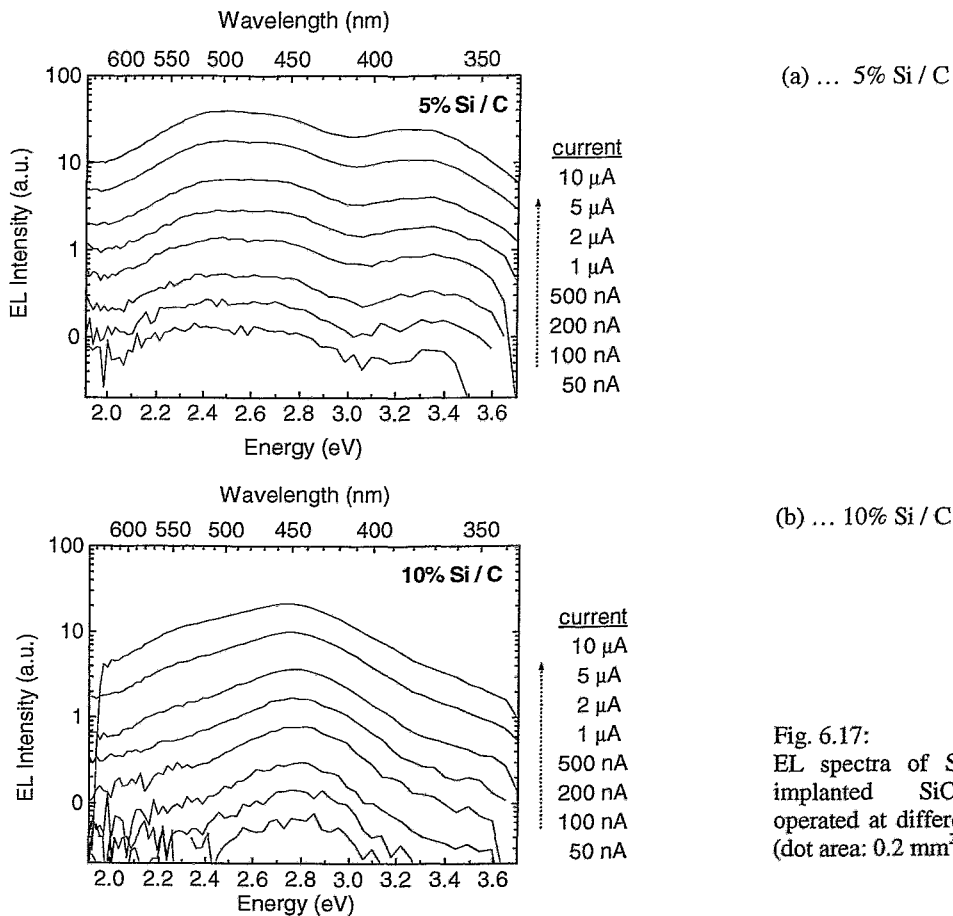 Wavelength (nm)
600 550 500 450 400 350
100
10
1
0
EL Intensity (a.u.)
5% Si / C
2.0 2.2 2.4 2.6 2.8 3.0 3.2 3.4 3.6
Energy (eV)
current
10 µA
5 µA
2 µA
1 µA
500 nA
200 nA
100 nA
50 nA
(a) ... 5% Si / C
Wavelength (nm)
600 550 500 450 400 350
100
10
1
0
EL Intensity (a.u.)
10% Si / C
2.0 2.2 2.4 2.6 2.8 3.0 3.2 3.4 3.6
Energy (eV)
current
10 µA
5 µA
2 µA
1 µA
500 nA
200 nA
100 nA
50 nA
(b) ... 10% Si / C
Fig. 6.17:
EL spectra of S
implanted SiO
operated at differe
(dot area: 0.2 mm²